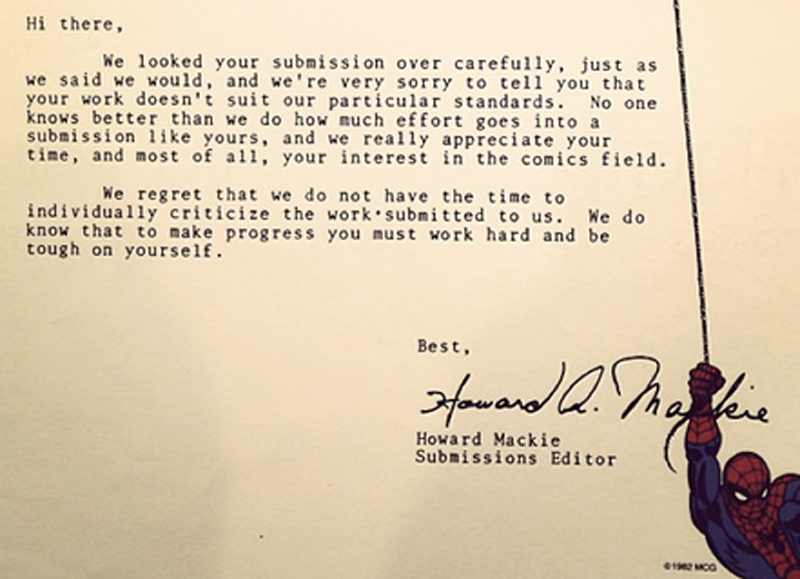 Hi there,
We looked your submission over carefully, just as
we said we would, and we're very sorry to tell you that
your work doesn't suit our particular standards. No one
knows better than we do how much effort goes into a
submission like yours, and we really appreciate your
time, and most of all, your interest in the comics field.
We regret that we do not have the time to
individually criticize the work submitted to us. We do
know that to make progress you must work hard and be
tough on yourself.
Best,
Howard A. Mackie
Howard Mackie
Submissions Editor
©1982 MCG